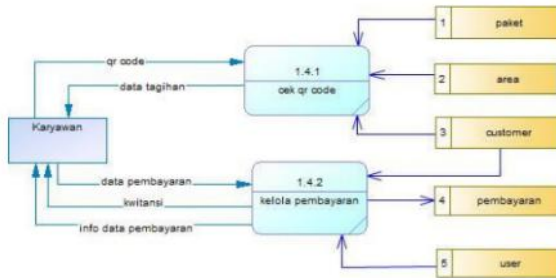 1 paket
qr code
1.4.1
cek qr code
2 area
data tagihan
Karyawan
3 customer
data pembayaran
1.4.2
kelola pembayaran
4 pembayaran
kwitansi
info data pembayaran
5 user